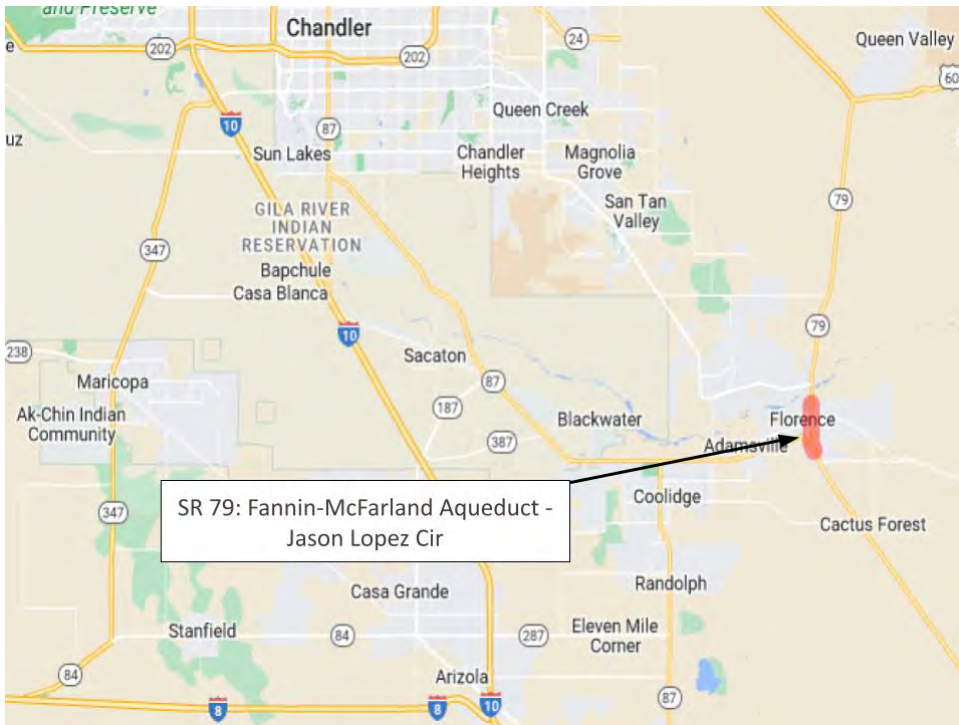 and Preserve
Chandler
e
202
202
24
Queen Valley
60
10
87
Queen Creek
uz
Sun Lakes
Chandler
Heights
Magnolia
Grove
GILA RIVER
INDIAN
RESERVATION
San Tan
Valley
79
347
Bapchule
Casa Blanca
10
79
238
Sacaton
Maricopa
87
187
Ak-Chin Indian
Community
Blackwater
Florence
387
Adamsville
SR 79: Fannin-McFarland Aqueduct -
Jason Lopez Cir
Coolidge
347
Cactus Forest
Casa Grande
Randolph
Stanfield
84
287
Eleven Mile
Corner
84
Arizola
8
8
10
87